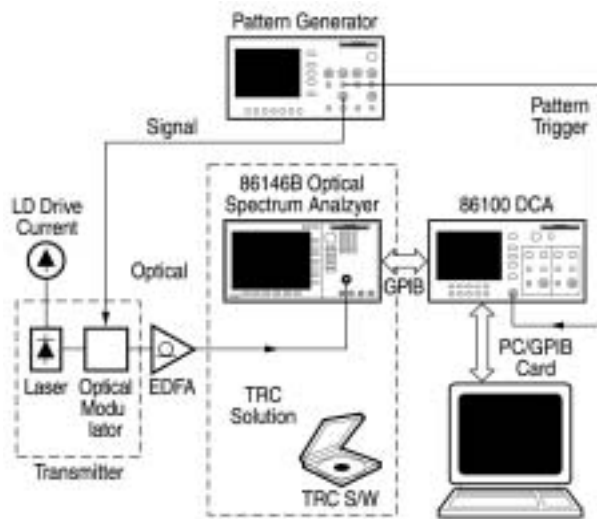 Pattern Generator
Signal
Pattern
Trigger
86146B Optical
Spectrum Analzyer
86100 DCA
LD Drive
Current
Optical
GPIB
Laser
Optical
Modu
lator
EDFA
TRC
Solution
PC/GPIB
Card
Transmitter
TRC S/W